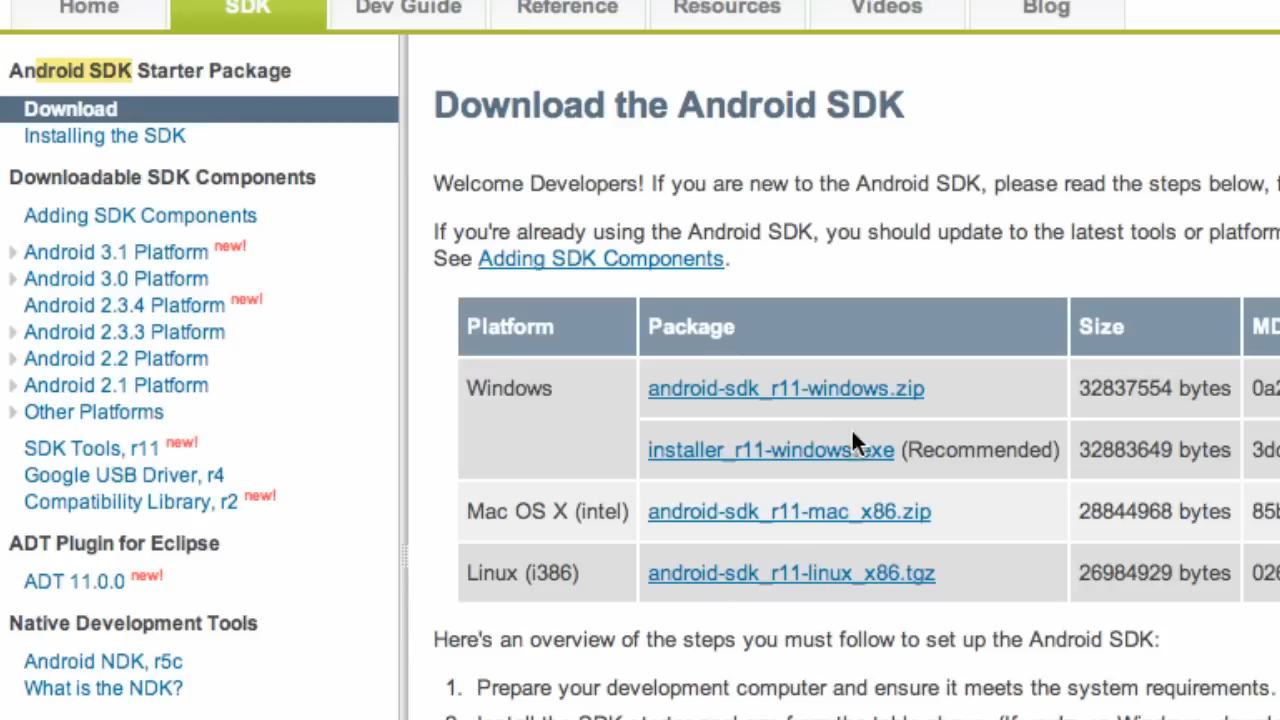 Home SDK Dev Guide Reference Resources Videos Blog
Android SDK Starter Package
Download
Installing the SDK
Downloadable SDK Components
Adding SDK Components
Android 3.1 Platform new!
Android 3.0 Platform
Android 2.3.4 Platform new!
Android 2.3.3 Platform
Android 2.2 Platform
Android 2.1 Platform
Other Platforms
SDK Tools, r11 new!
Google USB Driver, r4
Compatibility Library, r2 new!
ADT Plugin for Eclipse
ADT 11.0.0 new!
Native Development Tools
Android NDK, r5c
What is the NDK?
Download the Android SDK
Welcome Developers! If you are new to the Android SDK, please read the steps below,
If you're already using the Android SDK, you should update to the latest tools or platform
See Adding SDK Components.
Platform Package Size
Windows android-sdk_r11-windows.zip 32837554 bytes
installer_r11-windows.exe (Recommended) 32883649 bytes
Mac OS X (intel) android-sdk_r11-mac_x86.zip 28844968 bytes
Linux (i386) android-sdk_r11-linux_x86.tgz 26984929 bytes
Here's an overview of the steps you must follow to set up the Android SDK:
1. Prepare your development computer and ensure it meets the system requirements.